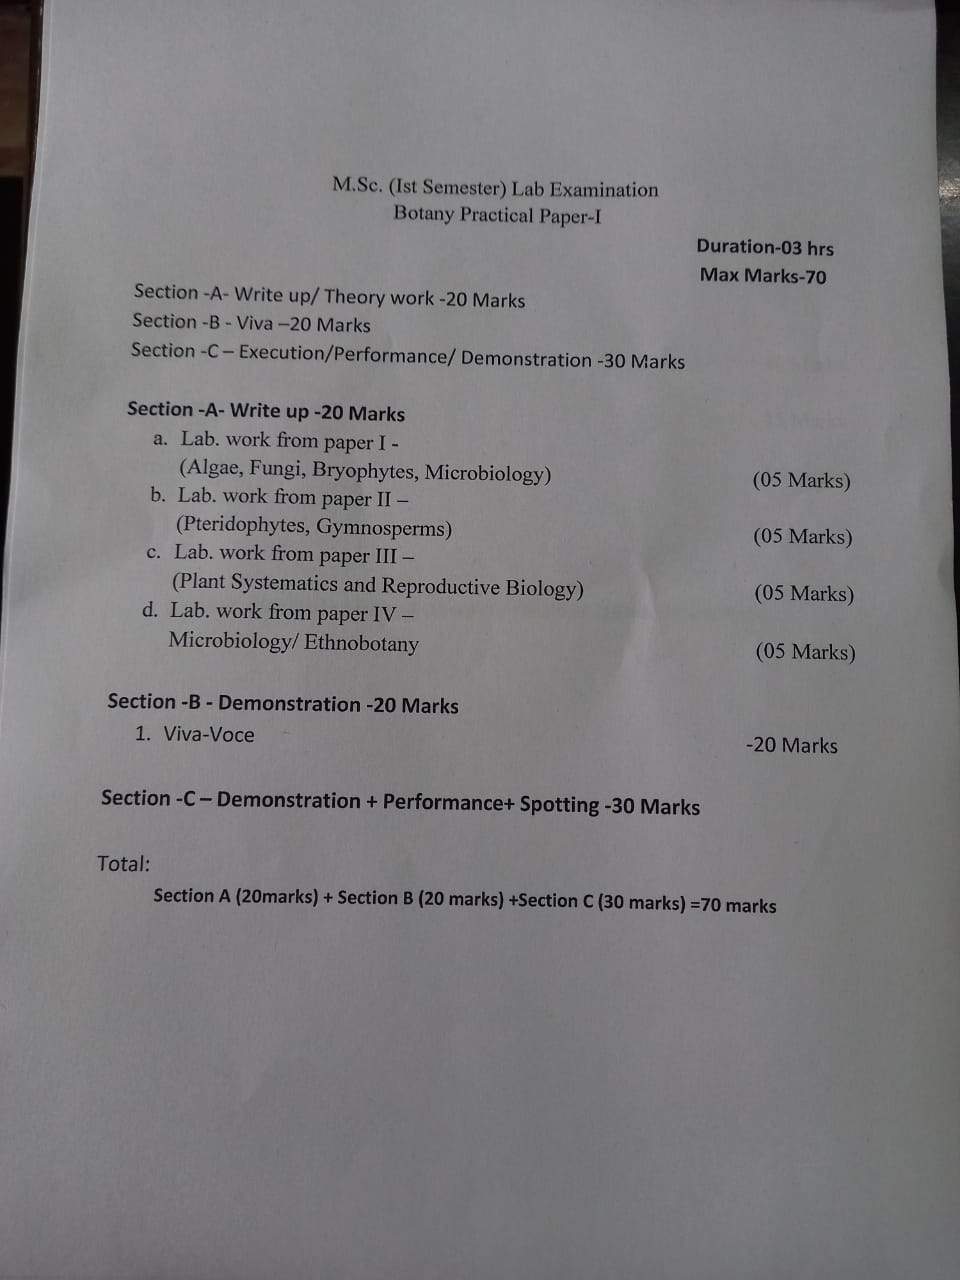 M.Sc. (Ist Semester) Lab Examination
Botany Practical Paper-I
Duration-03 hrs
Max Marks-70
Section -A- Write up/ Theory work -20 Marks
Section -B - Viva –20 Marks
Section -C – Execution/Performance/ Demonstration -30 Marks
Section -A- Write up -20 Marks
a. Lab. work from paper I -
(Algae, Fungi, Bryophytes, Microbiology) (05 Marks)
b. Lab. work from paper II –
(Pteridophytes, Gymnosperms) (05 Marks)
c. Lab. work from paper III –
(Plant Systematics and Reproductive Biology) (05 Marks)
d. Lab. work from paper IV –
Microbiology/ Ethnobotany (05 Marks)
Section -B - Demonstration -20 Marks
1. Viva-Voce -20 Marks
Section -C – Demonstration + Performance+ Spotting -30 Marks
Total:
Section A (20marks) + Section B (20 marks) +Section C (30 marks) =70 marks